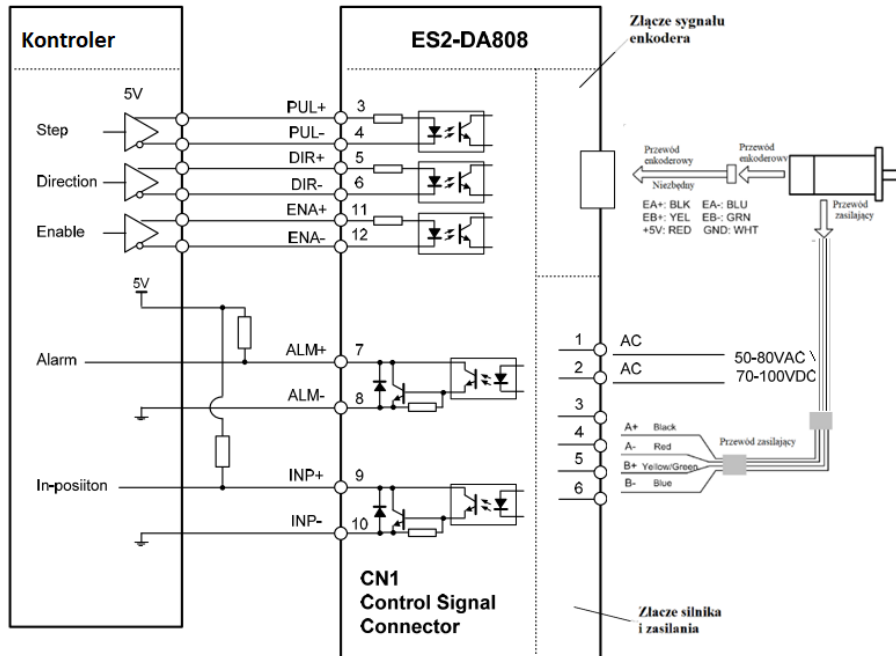 Kontroler
ES2-DA808
Złącze sygnału
enkodera
5V
Step
PUL+ 3
PUL- 4
Direction
DIR+ 5
DIR- 6
Enable
ENA+ 11
ENA- 12
Przewód
enkoderowy
Niezbędny
Przewód
enkoderowy
EA+: BLK EA-: BLU
EB+: YEL EB-: GRN
+5V: RED GND: WHT
Przewód
zasilający
5V
Alarm
ALM+ 7
ALM- 8
In-posiiton
INP+ 9
INP- 10
1 AC
2 AC
50-80VAC \
70-100VDC
3
4
5
6
A+ Black
A- Red
B+ Yellow/Green
B- Blue
Przewód zasilający
CN1
Control Signal
Connector
Złacze silnika
i zasilania